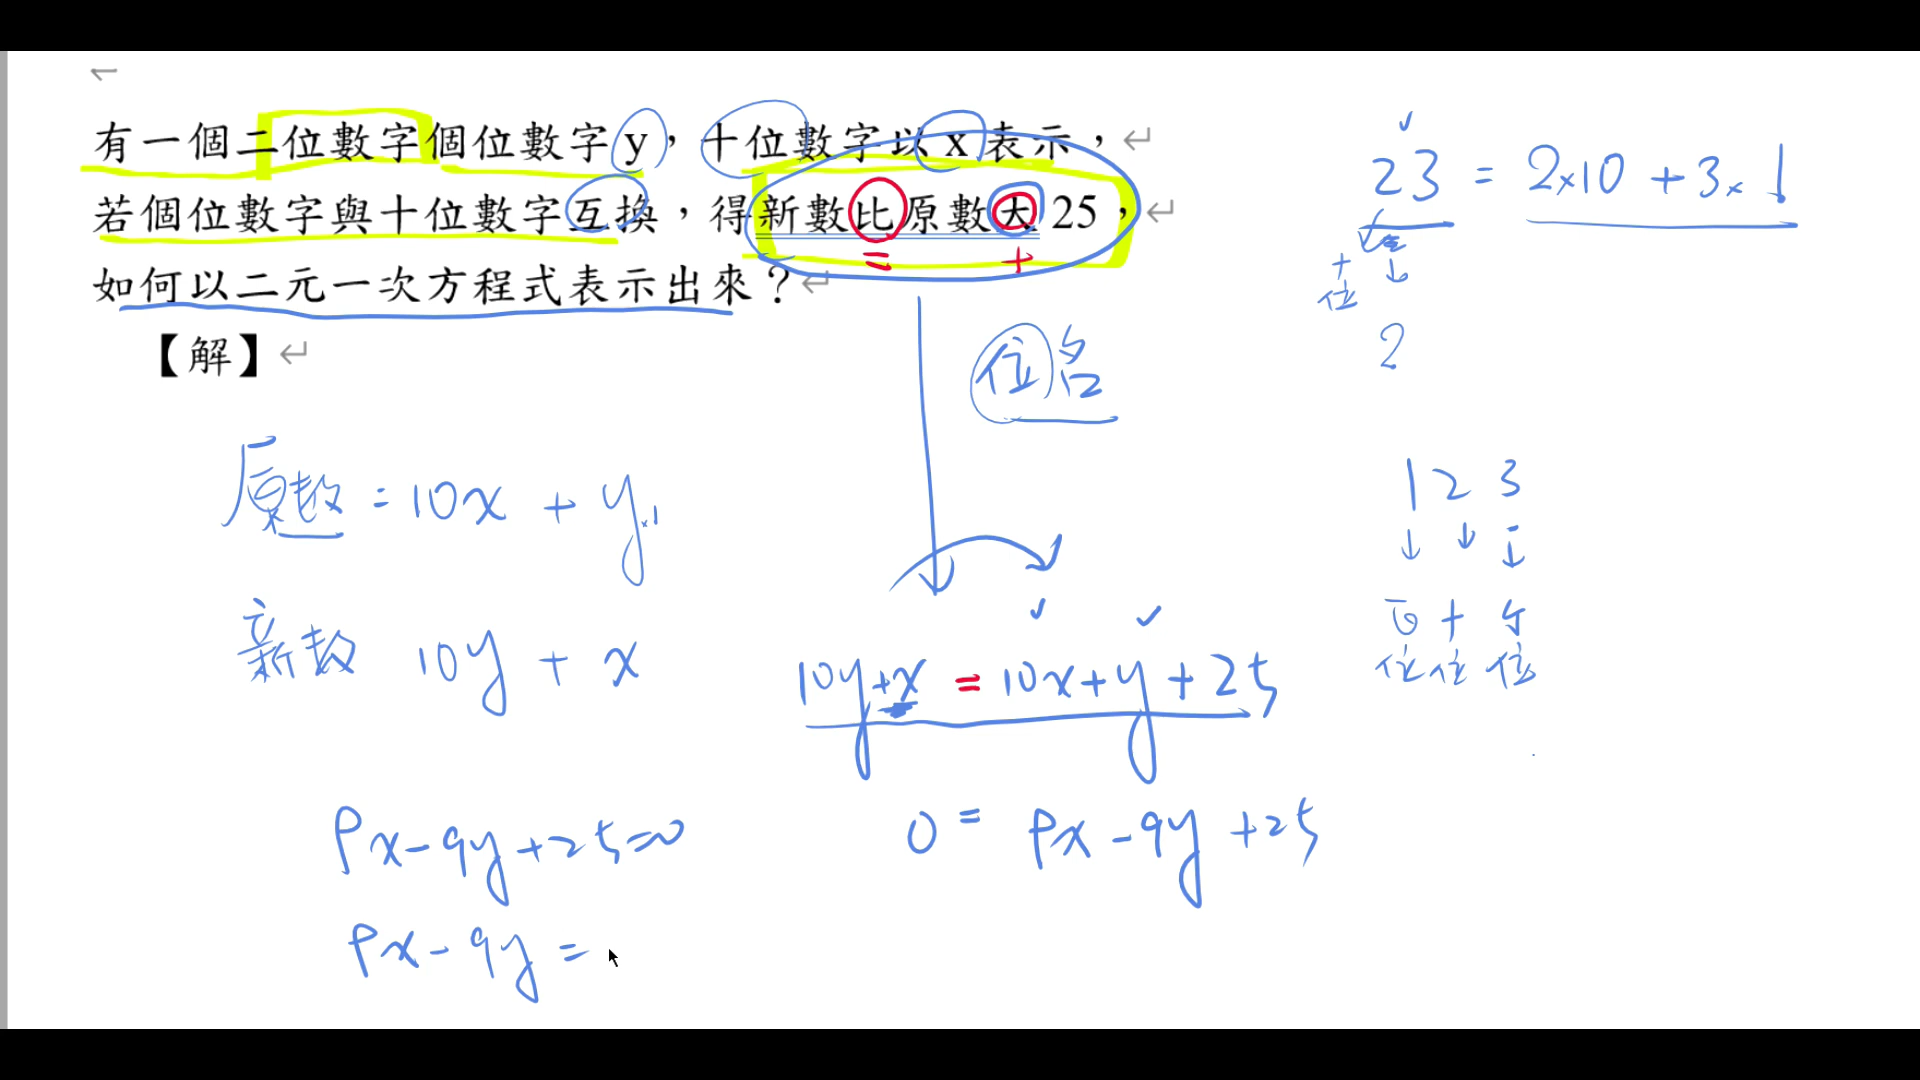 有一個二位數字個位數字y，十位數字以x表示，
若個位數字與十位數字互換，得新數比原數大25，
= +
如何以二元一次方程式表示出來？
【解】
23 = 2×10 + 3×1
十位
2
位名
原數 = 10x + y×1
1 2 3
百位 十位 个位
新數 10y + x
10y+x = 10x+y+25
0 = 9x-9y+25
9x-9y+25=0
9x-9y=